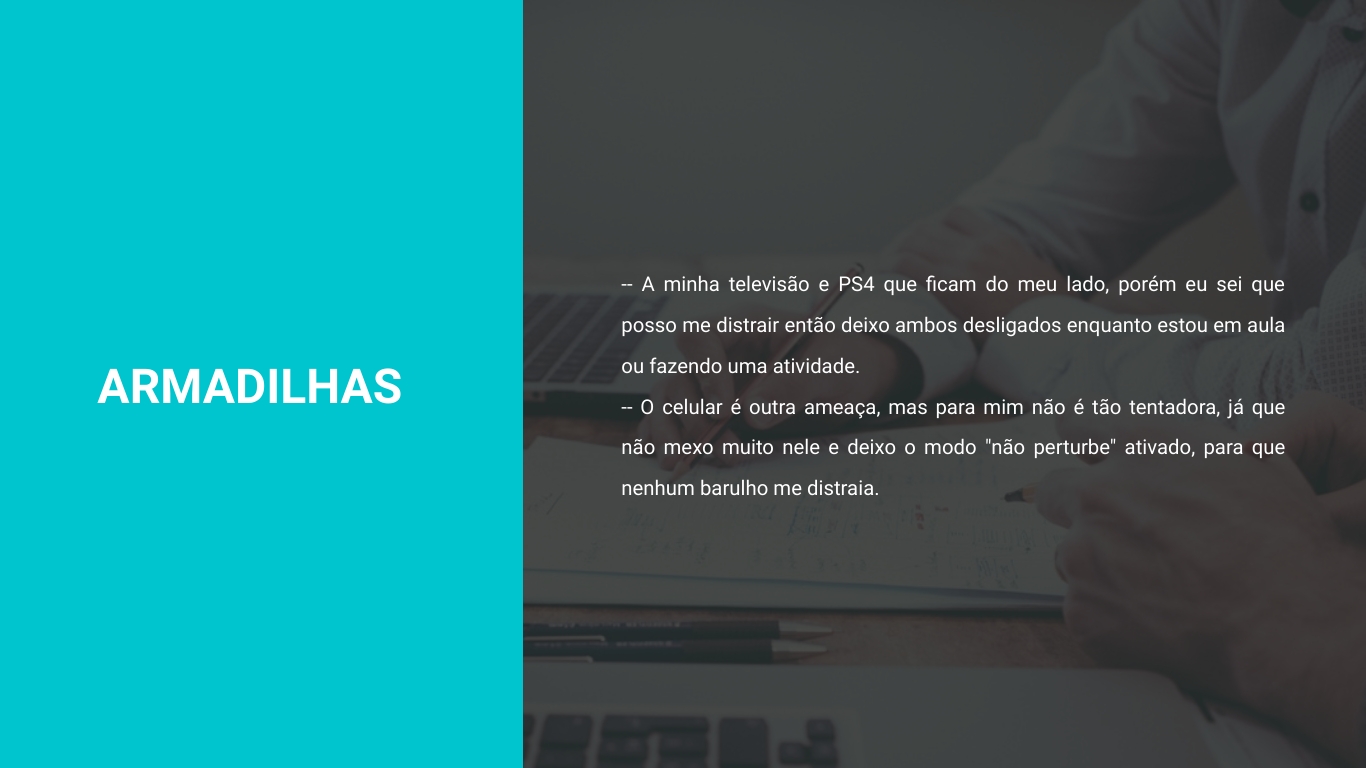 ARMADILHAS
-- A minha televisão e PS4 que ficam do meu lado, porém eu sei que
posso me distrair então deixo ambos desligados enquanto estou em aula
ou fazendo uma atividade.
-- O celular é outra ameaça, mas para mim não é tão tentadora, já que
não mexo muito nele e deixo o modo "não perturbe" ativado, para que
nenhum barulho me distraia.